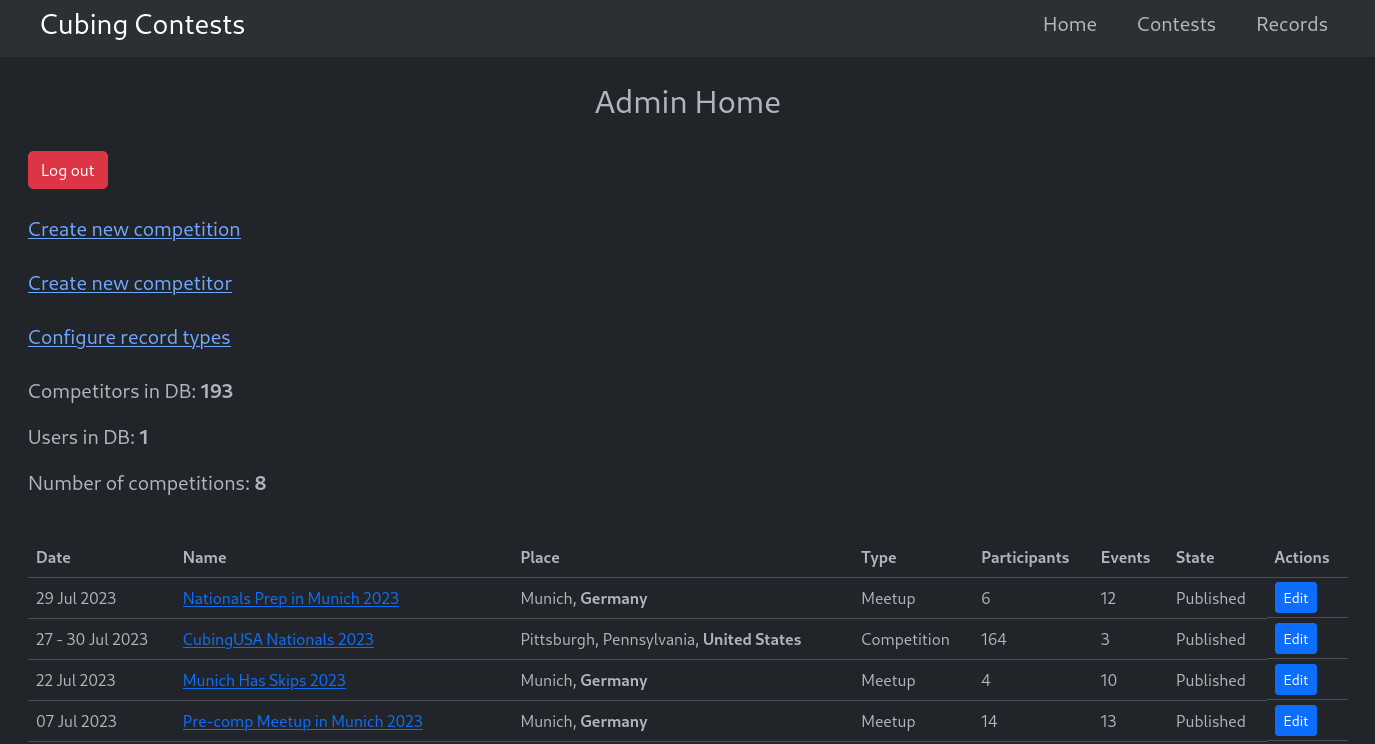 Cubing Contests Home Contests Records
Admin Home
Log out
Create new competition
Create new competitor
Configure record types
Competitors in DB: 193
Users in DB: 1
Number of competitions: 8
Date Name Place Type Participants Events State Actions
29 Jul 2023 Nationals Prep in Munich 2023 Munich, Germany Meetup 6 12 Published Edit
27 - 30 Jul 2023 CubingUSA Nationals 2023 Pittsburgh, Pennsylvania, United States Competition 164 3 Published Edit
22 Jul 2023 Munich Has Skips 2023 Munich, Germany Meetup 4 10 Published Edit
07 Jul 2023 Pre-comp Meetup in Munich 2023 Munich, Germany Meetup 14 13 Published Edit